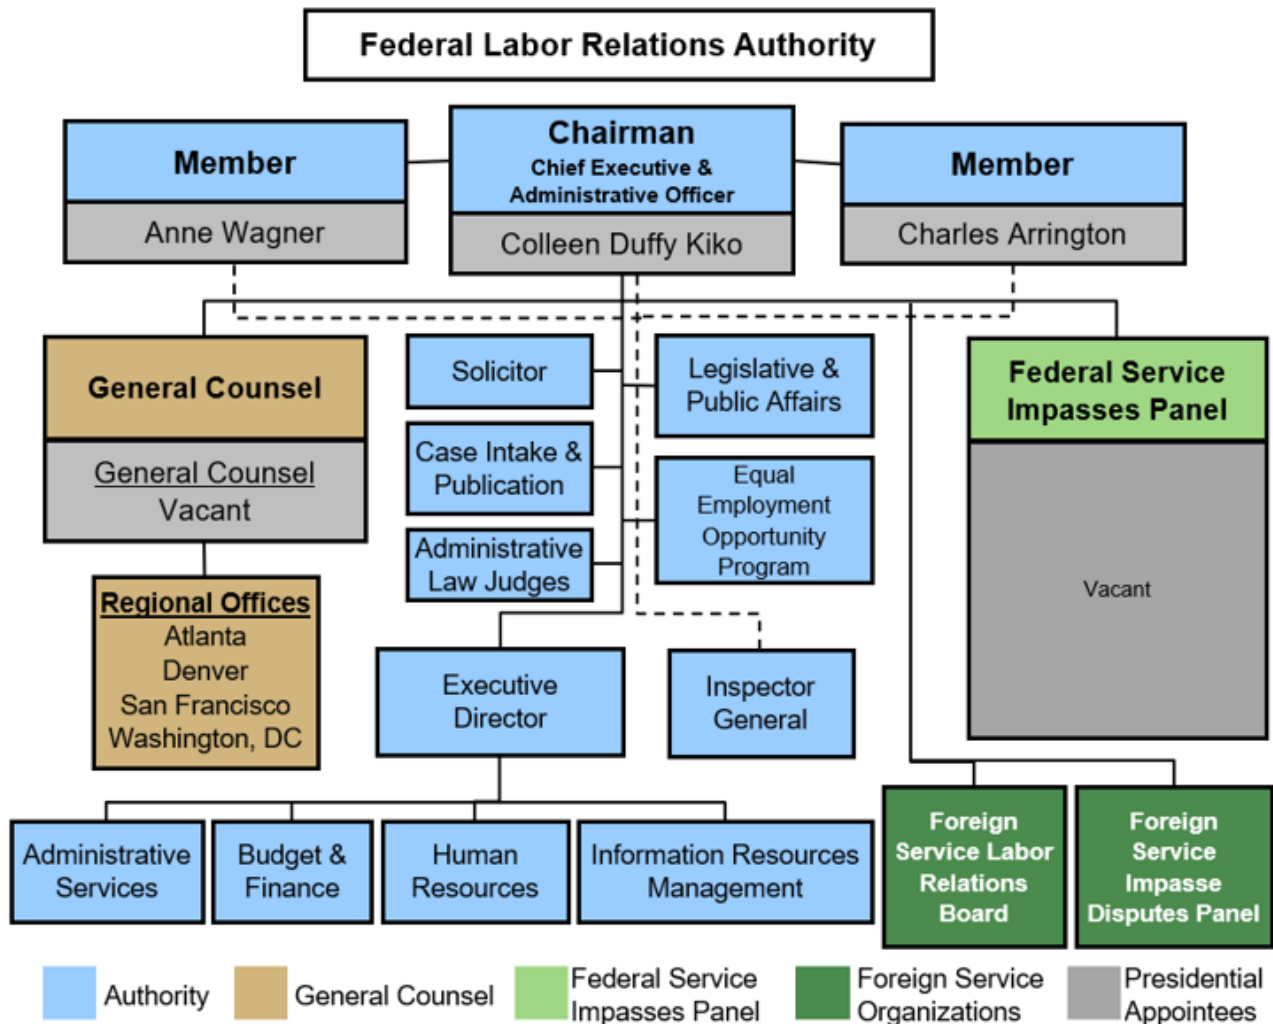 Federal Labor Relations Authority
Member
Anne Wagner
Chairman
Chief Executive &
Administrative Officer
Colleen Duffy Kiko
Member
Charles Arrington
General Counsel
General Counsel
Vacant
Regional Offices
Atlanta
Denver
San Francisco
Washington, DC
Solicitor
Case Intake &
Publication
Administrative
Law Judges
Legislative &
Public Affairs
Equal
Employment
Opportunity
Program
Federal Service
Impasses Panel
Vacant
Executive
Director
Inspector
General
Administrative
Services
Budget &
Finance
Human
Resources
Information Resources
Management
Foreign
Service Labor
Relations
Board
Foreign
Service
Impasse
Disputes Panel
Authority
General Counsel
Federal Service
Impasses Panel
Foreign Service
Organizations
Presidential
Appointees